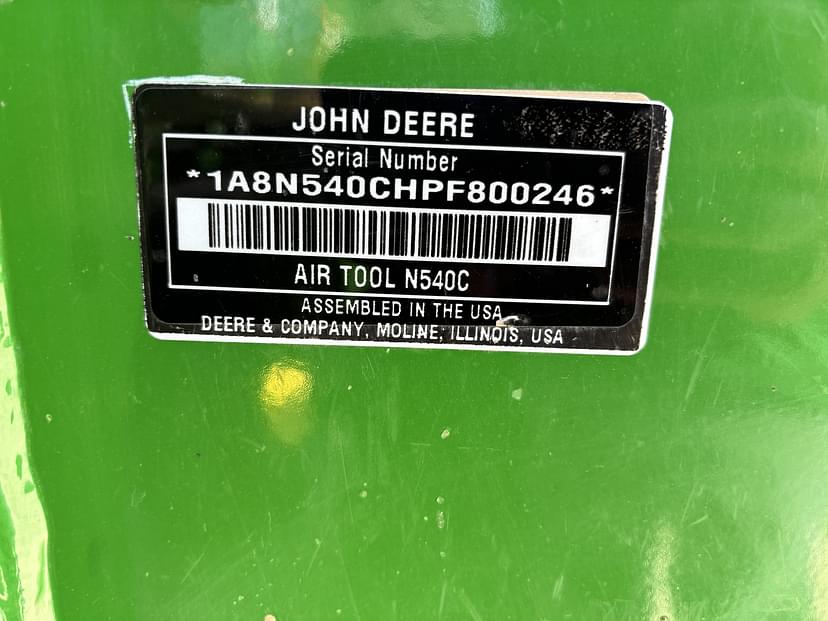 JOHN DEERE
Serial Number
*1A8N540CHPF800246*
AIR TOOL N540C
ASSEMBLED IN THE USA
DEERE & COMPANY, MOLINE, ILLINOIS, USA